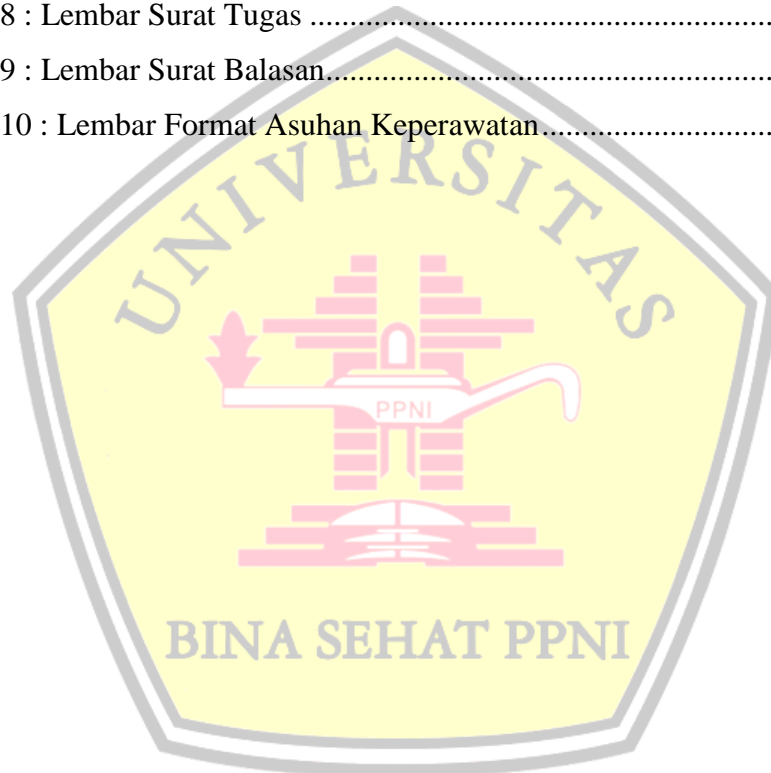 8 : Lembar Surat Tugas ..........................................................
9 : Lembar Surat Balasan........................................................
10 : Lembar Format Asuhan Keperawatan.............................
UNIVERSITAS
PPNI
BINA SEHAT PPNI